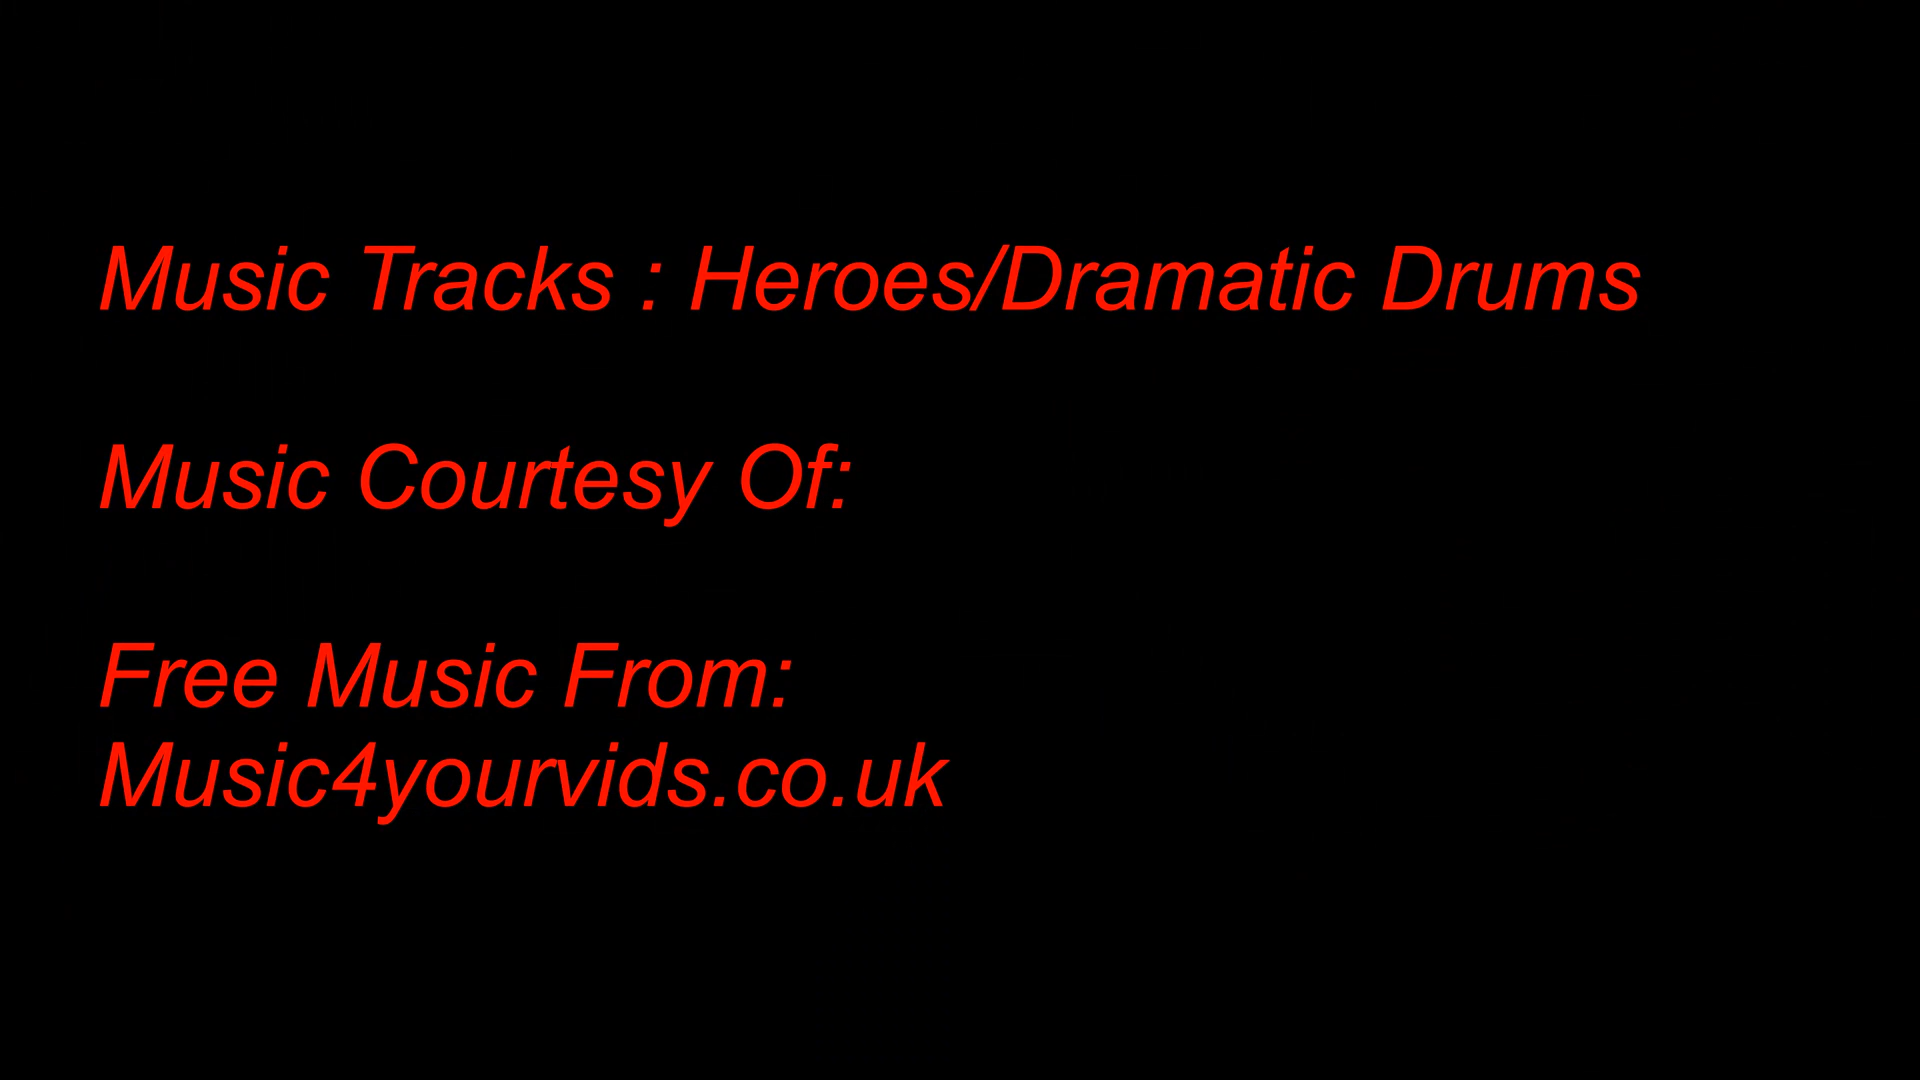 Music Tracks : Heroes/Dramatic Drums
Music Courtesy Of:
Free Music From:
Music4yourvids.co.uk